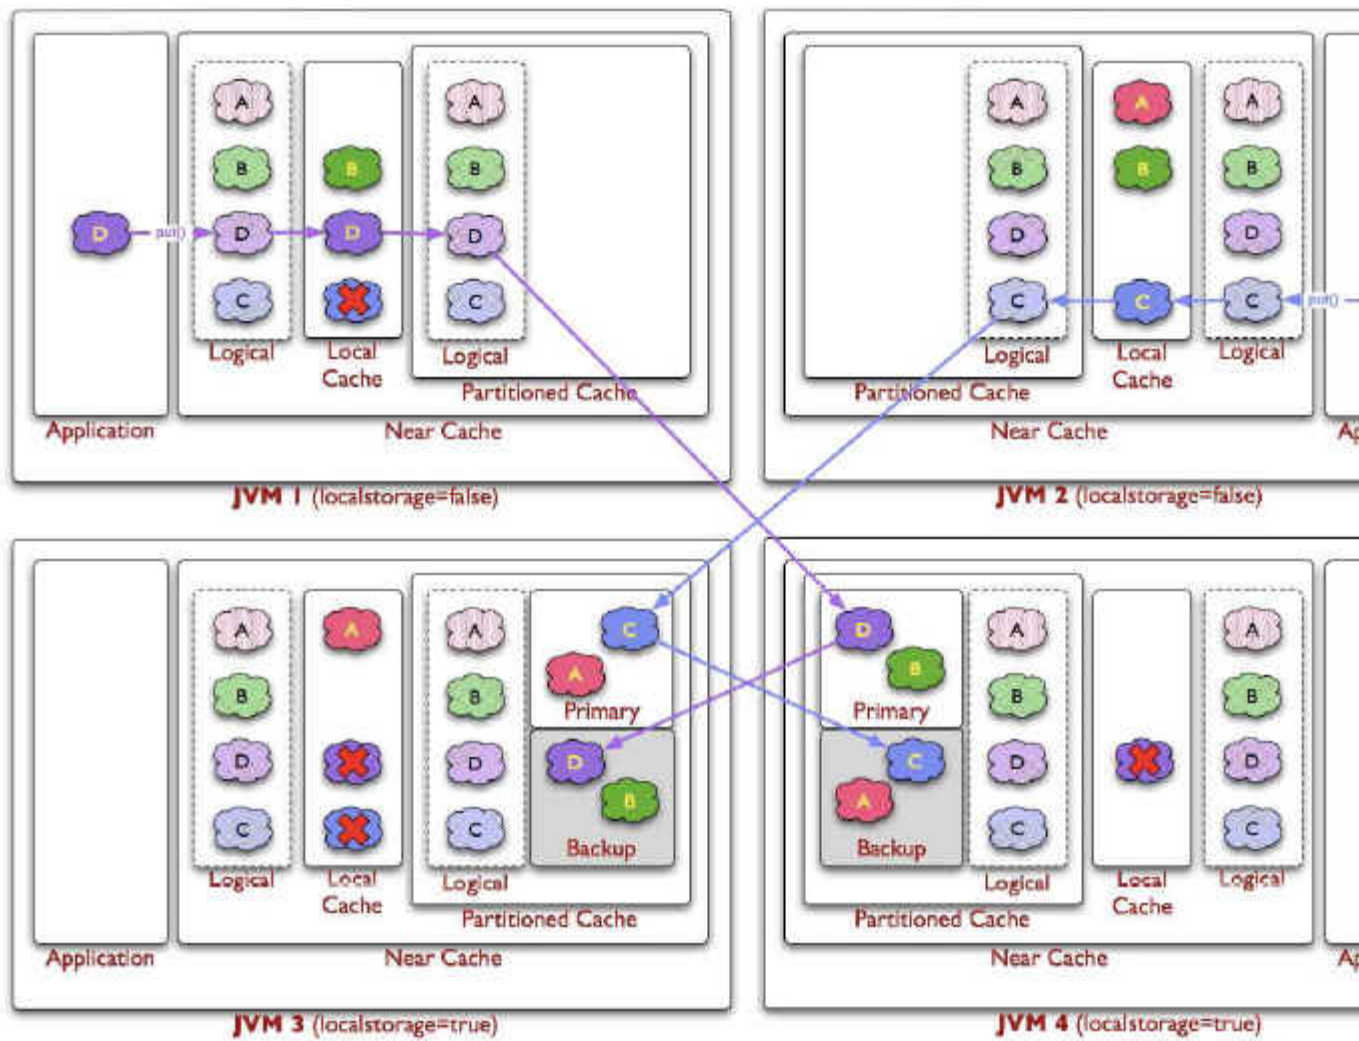 A A A A A
B B B B B B
D put() D D D D D
C C C C put()
Logical Local Cache Logical Logical Local Cache Logical
Partitioned Cache Partitioned Cache
Application Near Cache Near Cache Ap
JVM 1 (localstorage=false) JVM 2 (localstorage=false)
A A A C D A A
A B
B B Primary Primary B B
D D D C D D
B A
C C Backup Backup C C
Logical Local Cache Logical Logical Local Cache Logical
Partitioned Cache Partitioned Cache
Application Near Cache Near Cache Ap
JVM 3 (localstorage=true) JVM 4 (localstorage=true)